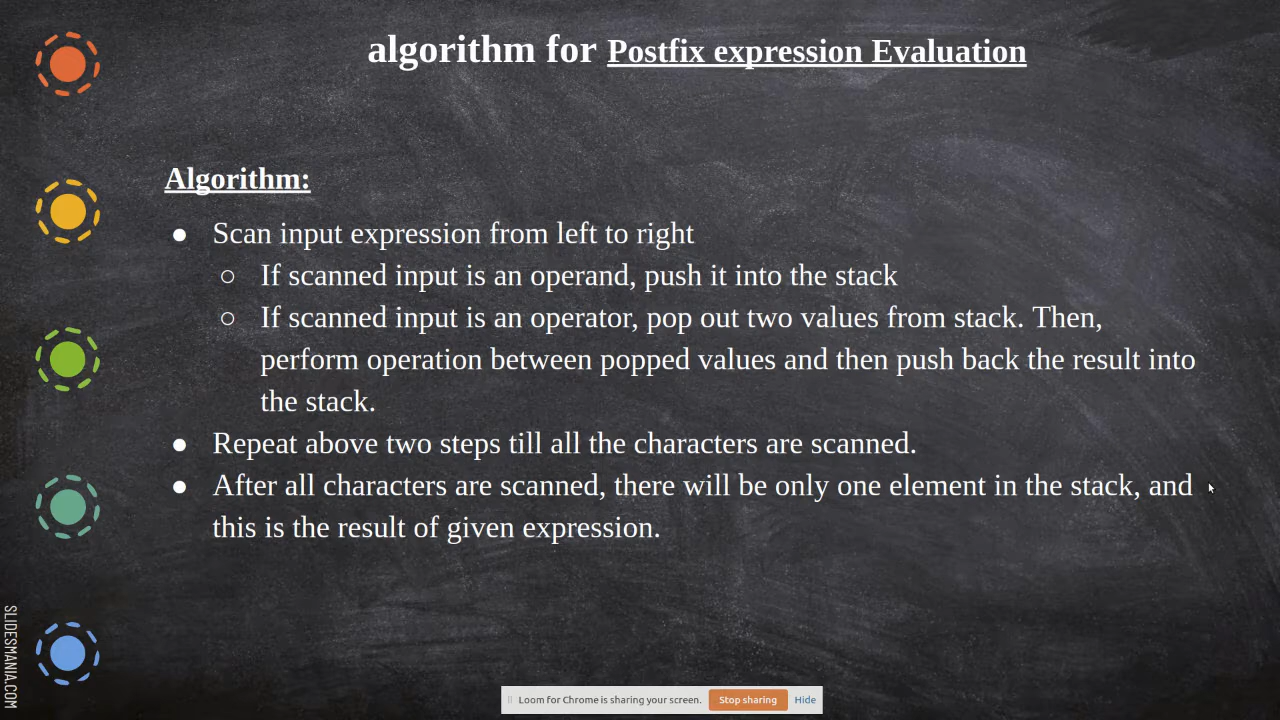 algorithm for Postfix expression Evaluation
Algorithm:
● Scan input expression from left to right
○ If scanned input is an operand, push it into the stack
○ If scanned input is an operator, pop out two values from stack. Then,
perform operation between popped values and then push back the result into
the stack.
● Repeat above two steps till all the characters are scanned.
● After all characters are scanned, there will be only one element in the stack, and
this is the result of given expression.
SLIDESMANIA.COM
Loom for Chrome is sharing your screen. Stop sharing Hide